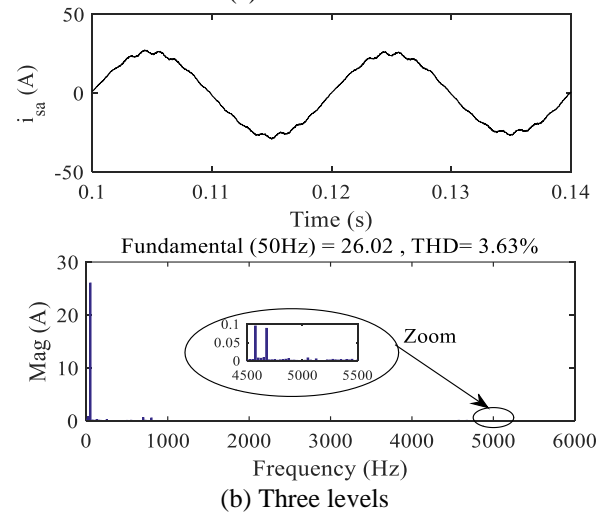 50
0
-50
i sa (A)
0.1 0.11 0.12 0.13 0.14
Time (s)
Fundamental (50Hz) = 26.02 , THD= 3.63%
30
20
10
0
Mag (A)
0.1
0.05
0
4500 5000 5500
Zoom
0 1000 2000 3000 4000 5000 6000
Frequency (Hz)
(b) Three levels